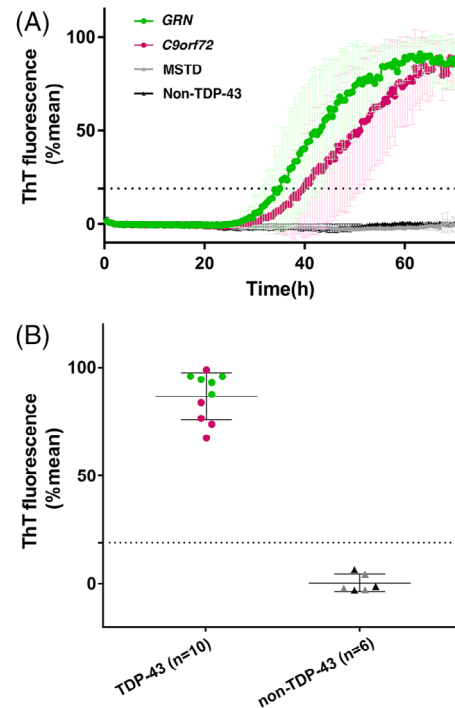 (A)
GRN
C9orf72
MSTD
Non-TDP-43
ThT fluorescence
(%mean)
100
50
0
0
20
40
60
Time(h)
(B)
ThT fluorescence
(%mean)
100
50
0
TDP-43 (n=10)
non-TDP-43 (n=6)